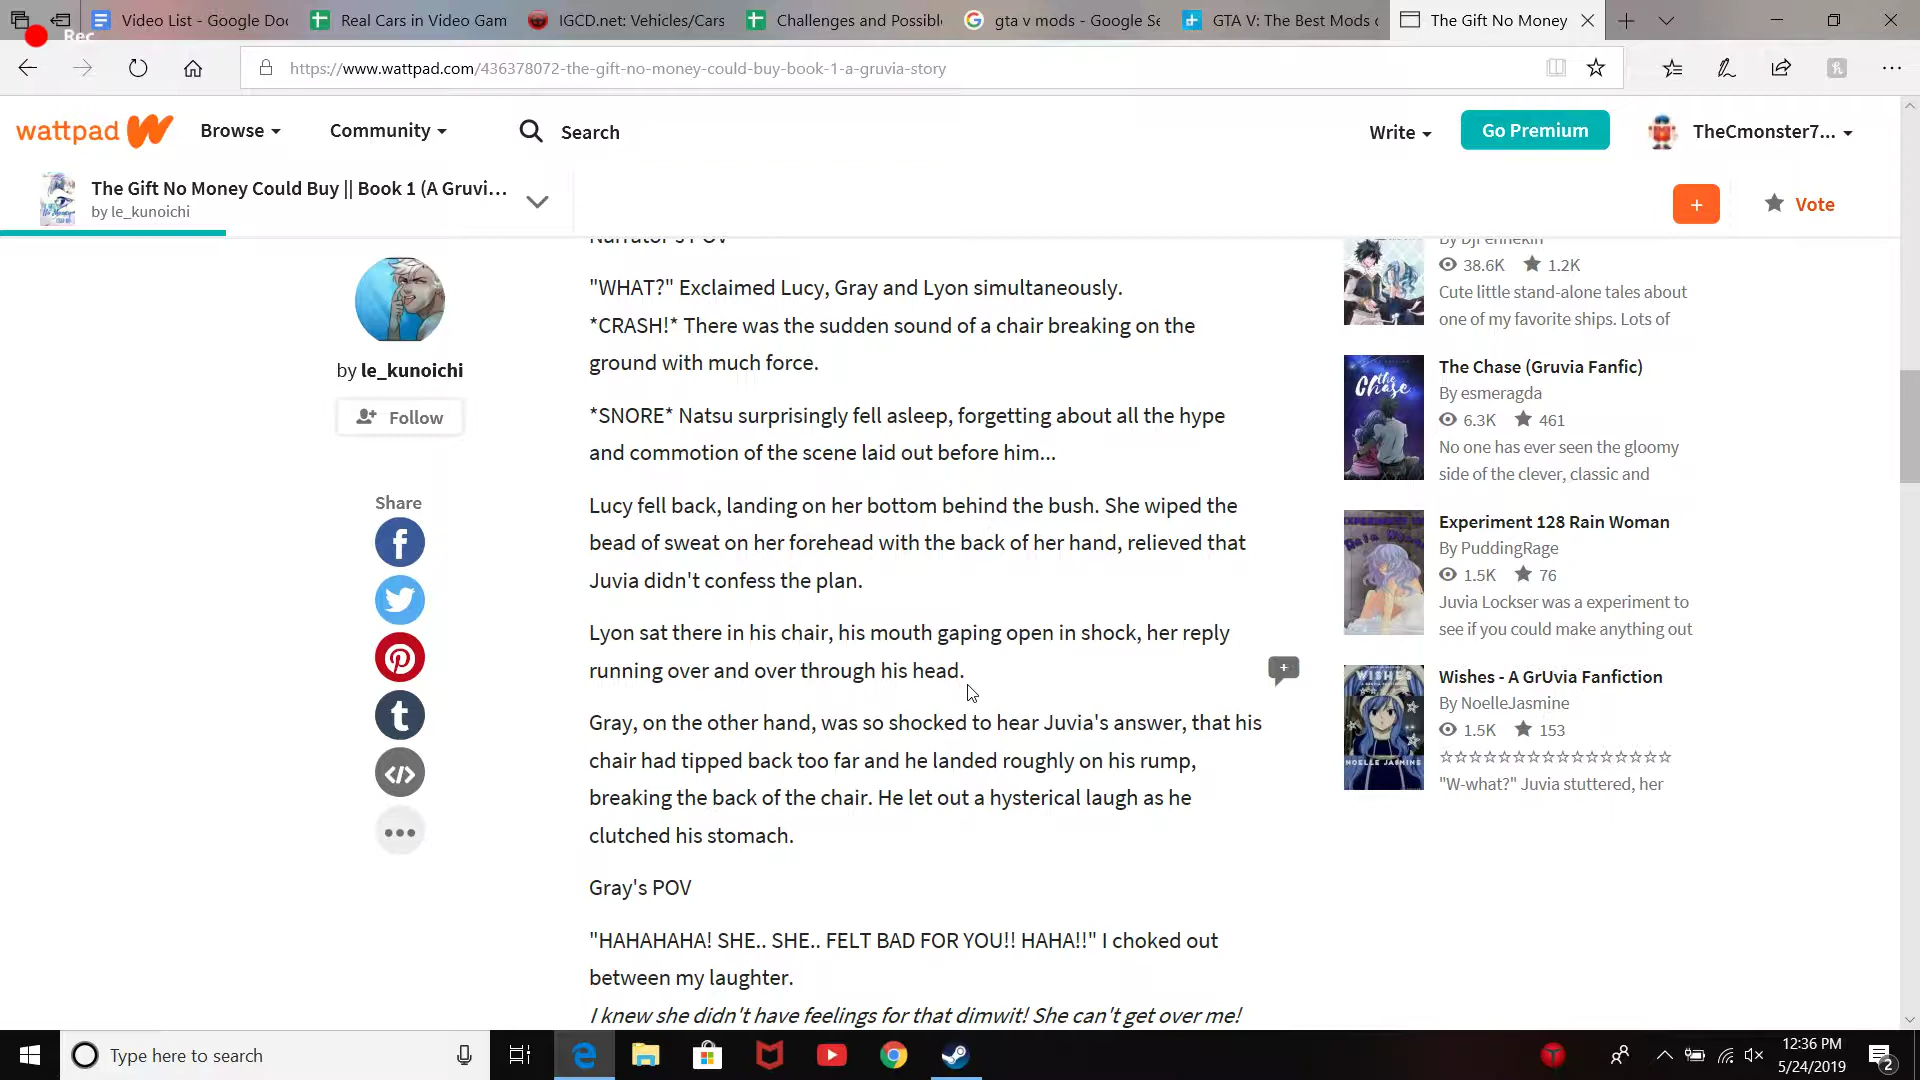 Rec
Video List - Google Doc
Real Cars in Video Gam
IGCD.net: Vehicles/Cars
Challenges and Possibl
gta v mods - Google Se
GTA V: The Best Mods
The Gift No Money
https://www.wattpad.com/436378072-the-gift-no-money-could-buy-book-1-a-gruvia-story
wattpad
Browse
Community
Search
Write
Go Premium
TheCmonster7...
The Gift No Money Could Buy || Book 1 (A Gruvi...
by le_kunoichi
+
Vote
by le_kunoichi
Follow
Share
Narrator's POV
"WHAT?" Exclaimed Lucy, Gray and Lyon simultaneously.
*CRASH!* There was the sudden sound of a chair breaking on the
ground with much force.
*SNORE* Natsu surprisingly fell asleep, forgetting about all the hype
and commotion of the scene laid out before him...
Lucy fell back, landing on her bottom behind the bush. She wiped the
bead of sweat on her forehead with the back of her hand, relieved that
Juvia didn't confess the plan.
Lyon sat there in his chair, his mouth gaping open in shock, her reply
running over and over through his head.
Gray, on the other hand, was so shocked to hear Juvia's answer, that his
chair had tipped back too far and he landed roughly on his rump,
breaking the back of the chair. He let out a hysterical laugh as he
clutched his stomach.
Gray's POV
"HAHAHAHA! SHE.. SHE.. FELT BAD FOR YOU!! HAHA!!" I choked out
between my laughter.
I knew she didn't have feelings for that dimwit! She can't get over me!
By DjFennekin
38.6K 1.2K
Cute little stand-alone tales about
one of my favorite ships. Lots of
the Chase
The Chase (Gruvia Fanfic)
By esmeragda
6.3K 461
No one has ever seen the gloomy
side of the clever, classic and
Experiment 128 Rain Woman
By PuddingRage
1.5K 76
Juvia Lockser was a experiment to
see if you could make anything out
WISHES
NOELLE JASMINE
Wishes - A GrUvia Fanfiction
By NoelleJasmine
1.5K 153
☆☆☆☆☆☆☆☆☆☆☆☆☆☆☆☆
"W-what?" Juvia stuttered, her
Type here to search
12:36 PM
5/24/2019
2